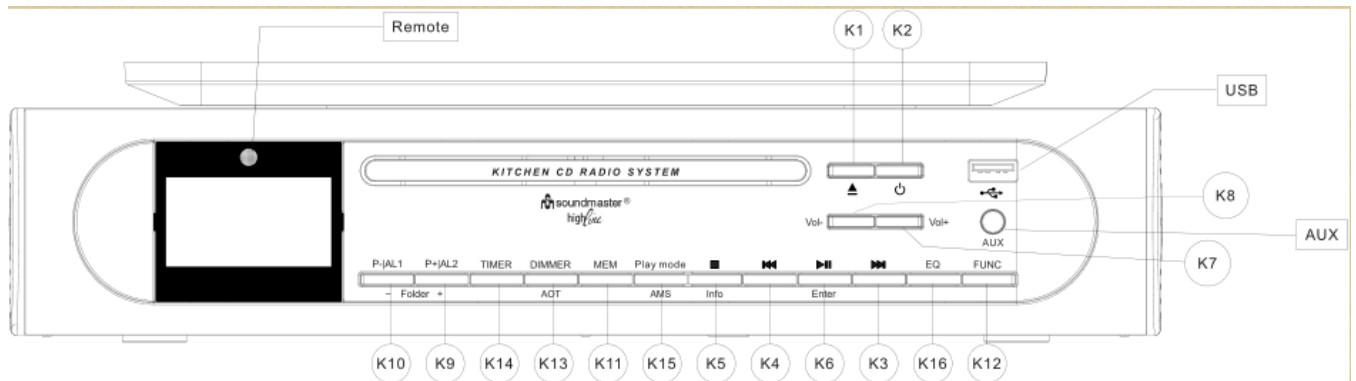 Remote
K1 K2
USB
KITCHEN CD RADIO SYSTEM
soundmaster ®
highline
K8
Vol- Vol+
AUX
AUX
K7
P-|AL1 P+|AL2 TIMER DIMMER MEM Play mode EQ FUNC
− Folder + AOT AMS Info Enter
K10 K9 K14 K13 K11 K15 K5 K4 K6 K3 K16 K12